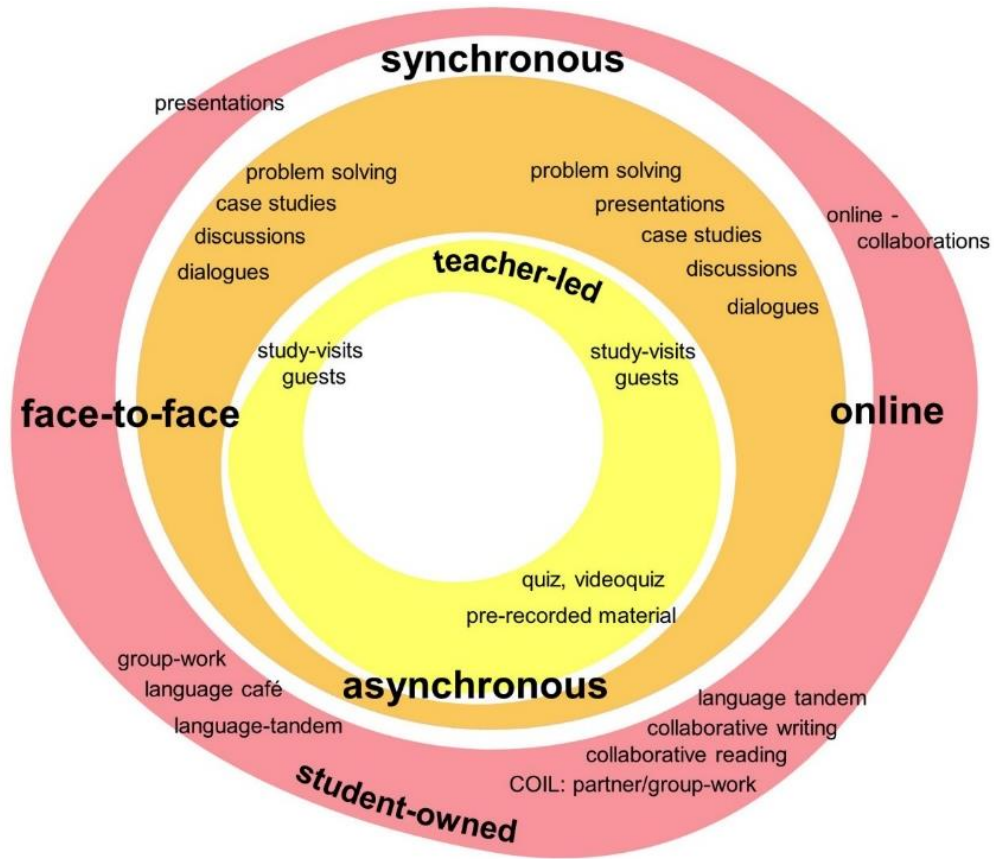 synchronous
presentations
problem solving
case studies
discussions
dialogues
problem solving
presentations
case studies
discussions
dialogues
online -
collaborations
teacher-led
study-visits
guests
study-visits
guests
face-to-face
online
quiz, videoquiz
pre-recorded material
asynchronous
group-work
language café
language-tandem
language tandem
collaborative writing
collaborative reading
COIL: partner/group-work
student-owned